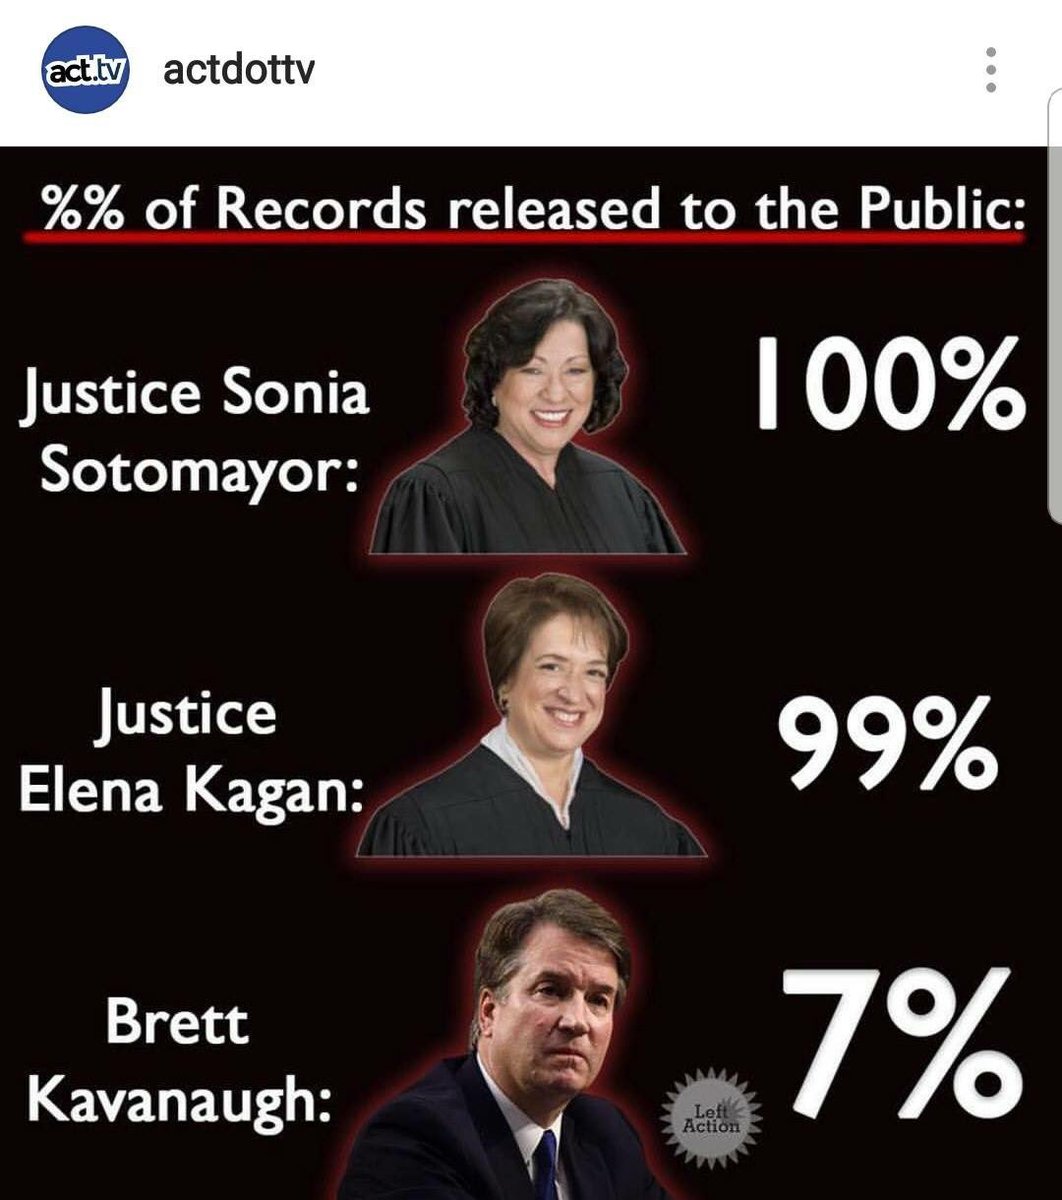 act.tv
actdottv
%% of Records released to the Public:
Justice Sonia
Sotomayor:
100%
Justice
Elena Kagan:
99%
Brett
Kavanaugh:
7%
Left
Action